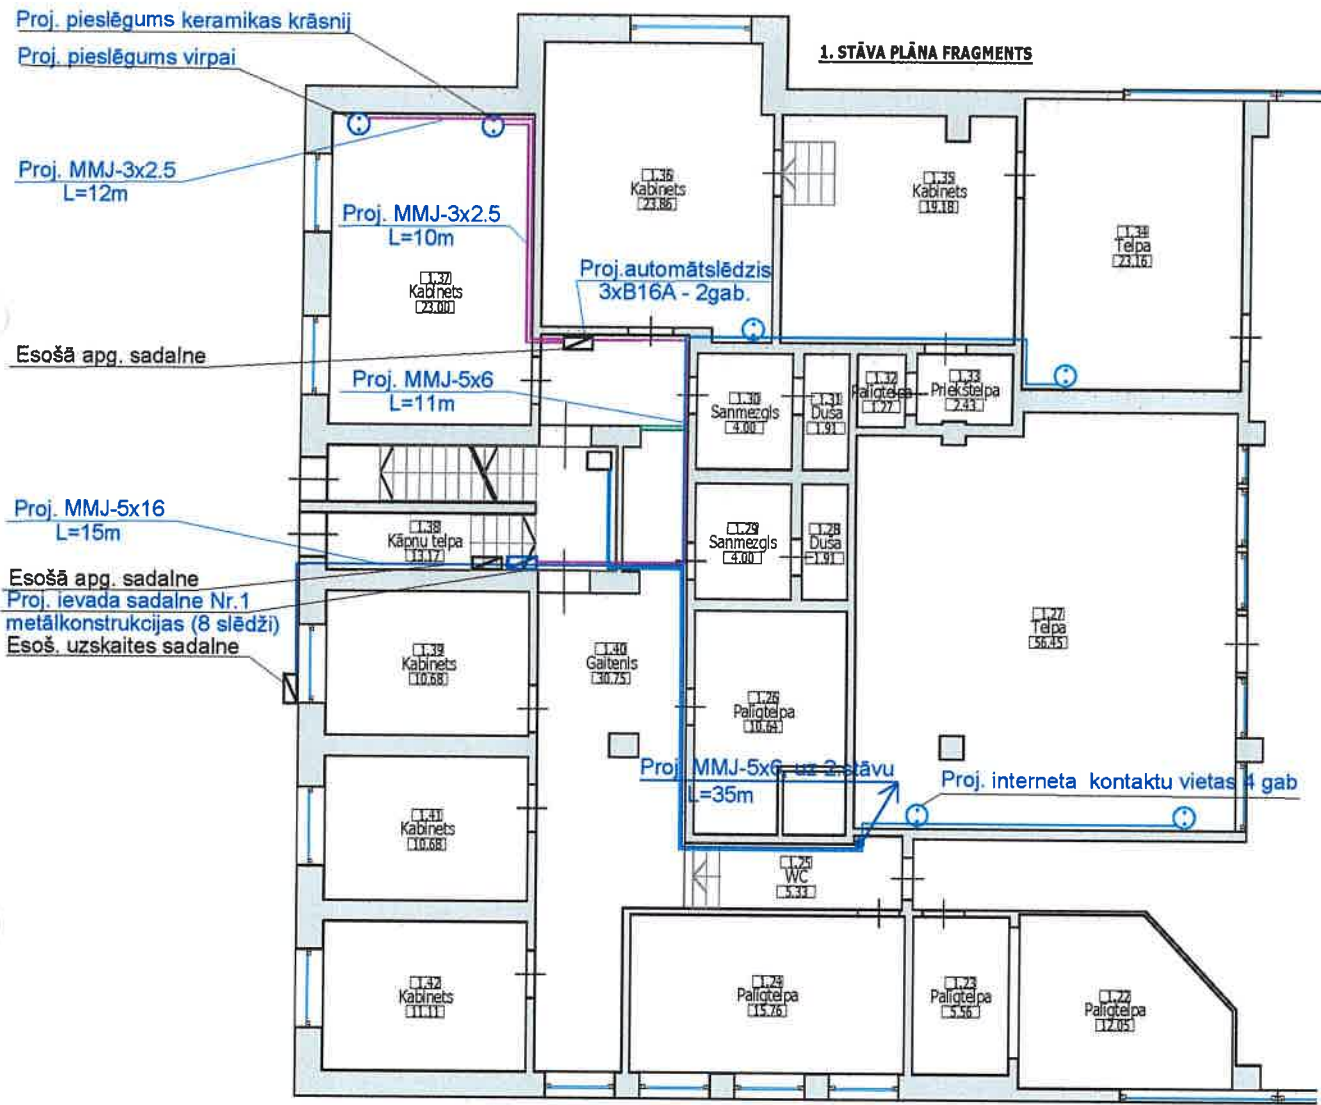 Proj. pieslēgums keramikas krāsnij
Proj. pieslēgums virpai
1. STĀVA PLĀNA FRAGMENTS
Proj. MMJ-3x2.5
L=12m
Proj. MMJ-3x2.5
L=10m
1.36
Kabinets
23.86
1.35
Kabinets
19.18
1.34
Telpa
23.16
1.37
Kabinets
23.00
Proj.automātslēdzis
3xB16A - 2gab.
Esošā apg. sadalne
Proj. MMJ-5x6
L=11m
1.30
Sanmezgls
4.00
1.31
Duša
1.91
1.32
Palīgtelpa
1.27
1.33
Priekštelpa
2.43
Proj. MMJ-5x16
L=15m
1.38
Kāpņu telpa
13.17
1.29
Sanmezgls
4.00
1.28
Duša
1.91
Esošā apg. sadalne
Proj. ievada sadalne Nr.1
metālkonstrukcijas (8 slēdži)
Esoš. uzskaites sadalne
1.39
Kabinets
10.68
1.40
Gaitenis
30.75
1.27
Telpa
56.45
1.26
Palīgtelpa
10.64
Proj. MMJ-5x6 uz 2.stāvu
L=35m
Proj. interneta kontaktu vietas 4 gab
1.41
Kabinets
10.68
1.25
WC
5.33
1.42
Kabinets
11.11
1.24
Palīgtelpa
15.76
1.23
Palīgtelpa
5.56
1.22
Palīgtelpa
12.05